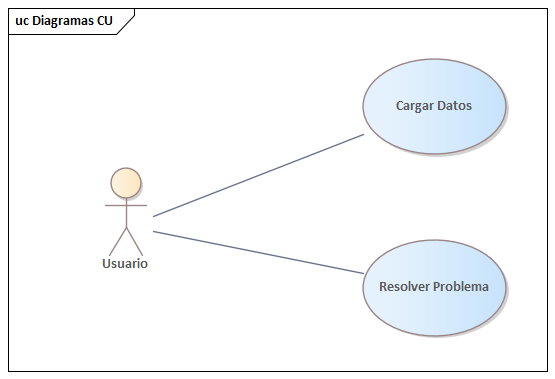 uc Diagramas CU
Cargar Datos
Usuario
Resolver Problema